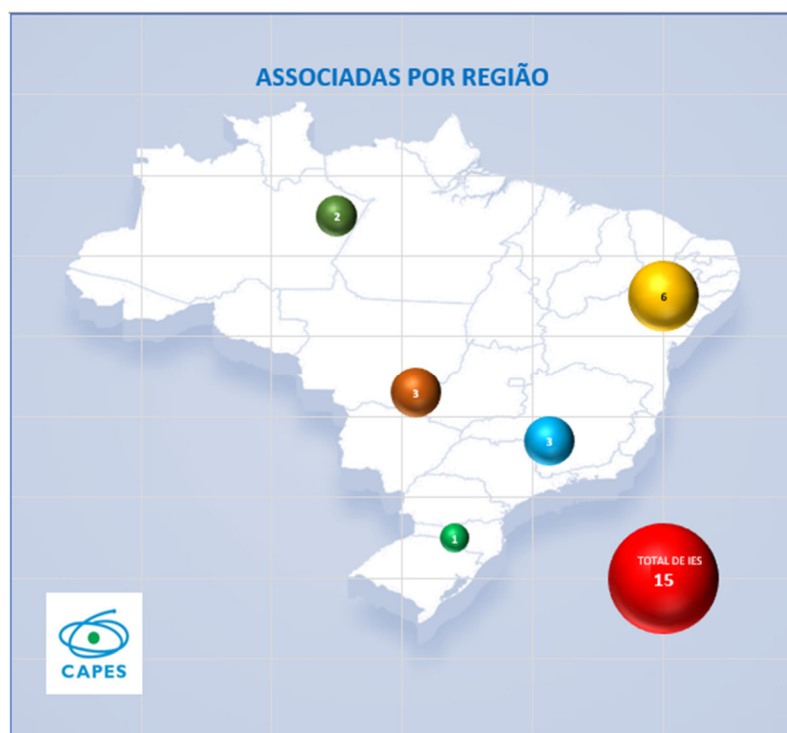 ASSOCIADAS POR REGIÃO
2
6
3
3
1
TOTAL DE IES
15
CAPES